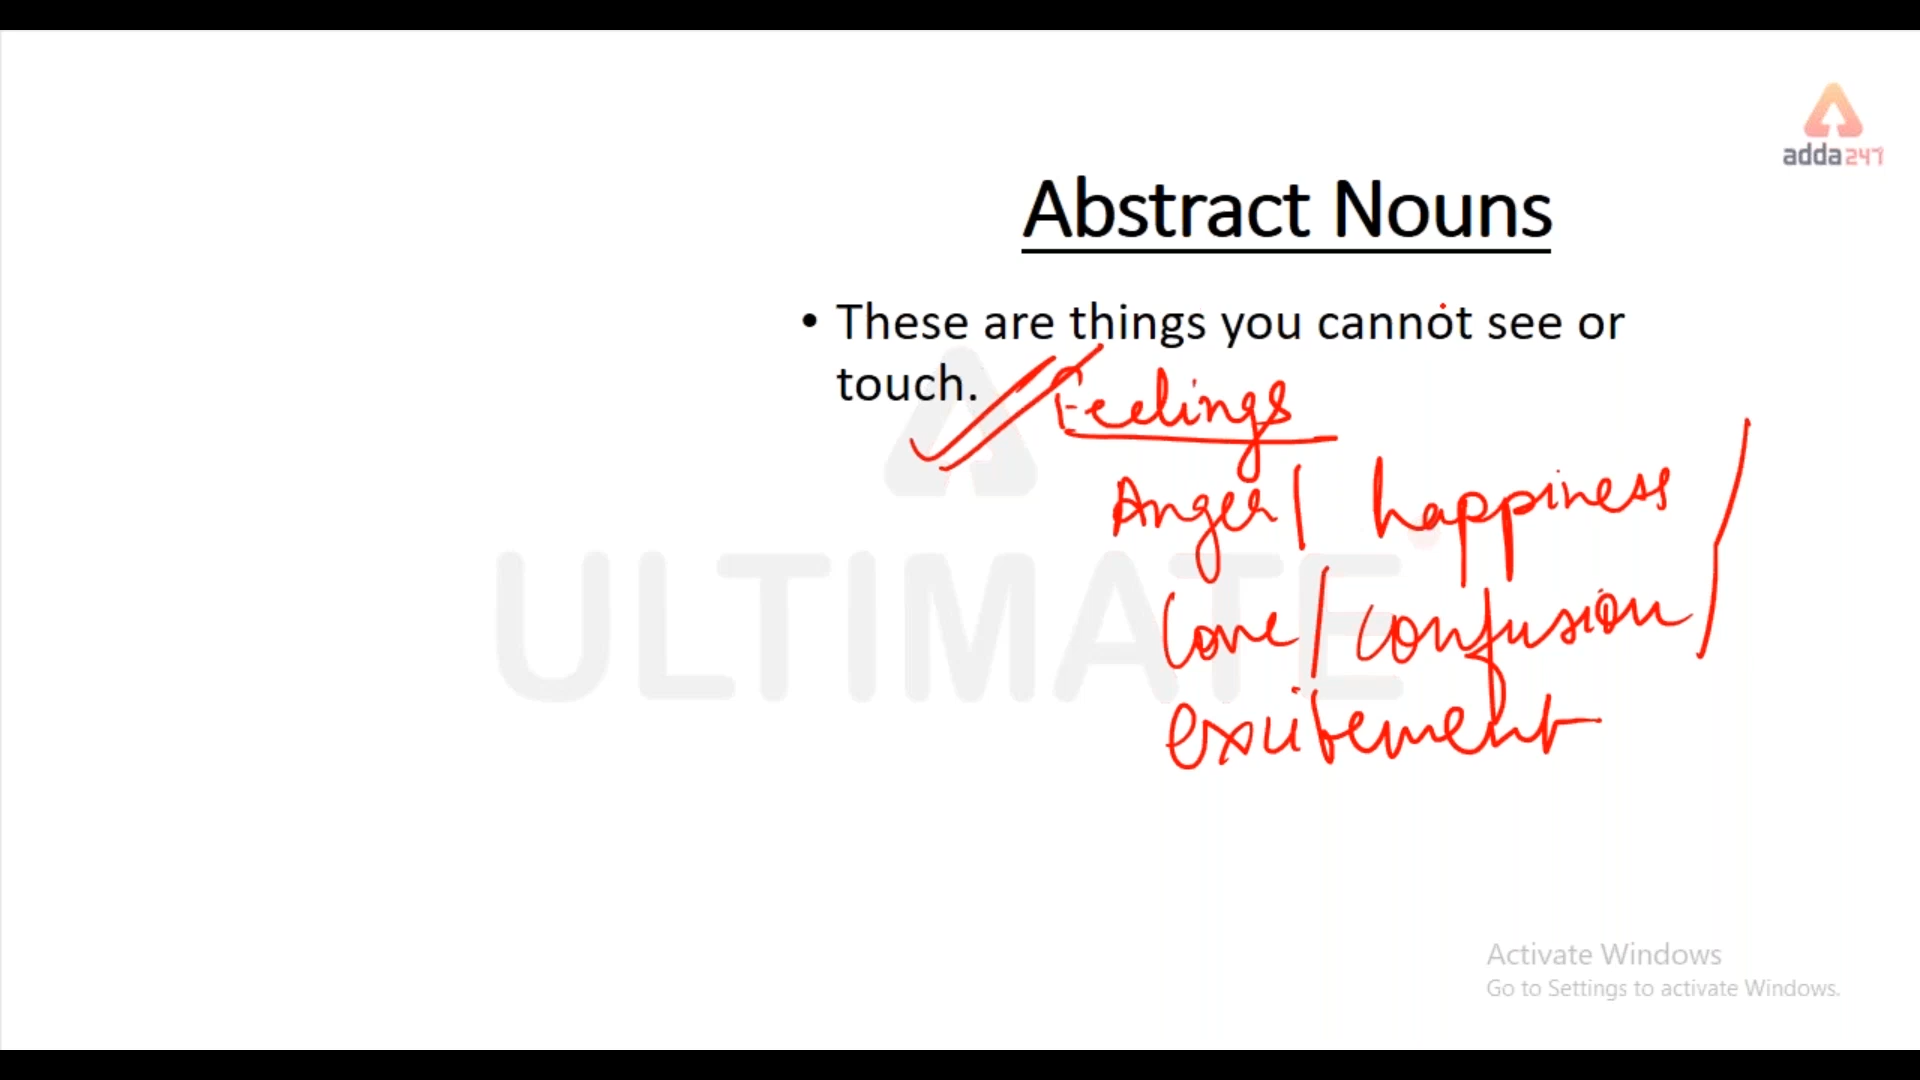 adda247
Abstract Nouns
• These are things you cannot see or
touch.
Feelings
Anger | happiness
Love / confusion /
excitement
ULTIMATE
Activate Windows
Go to Settings to activate Windows.